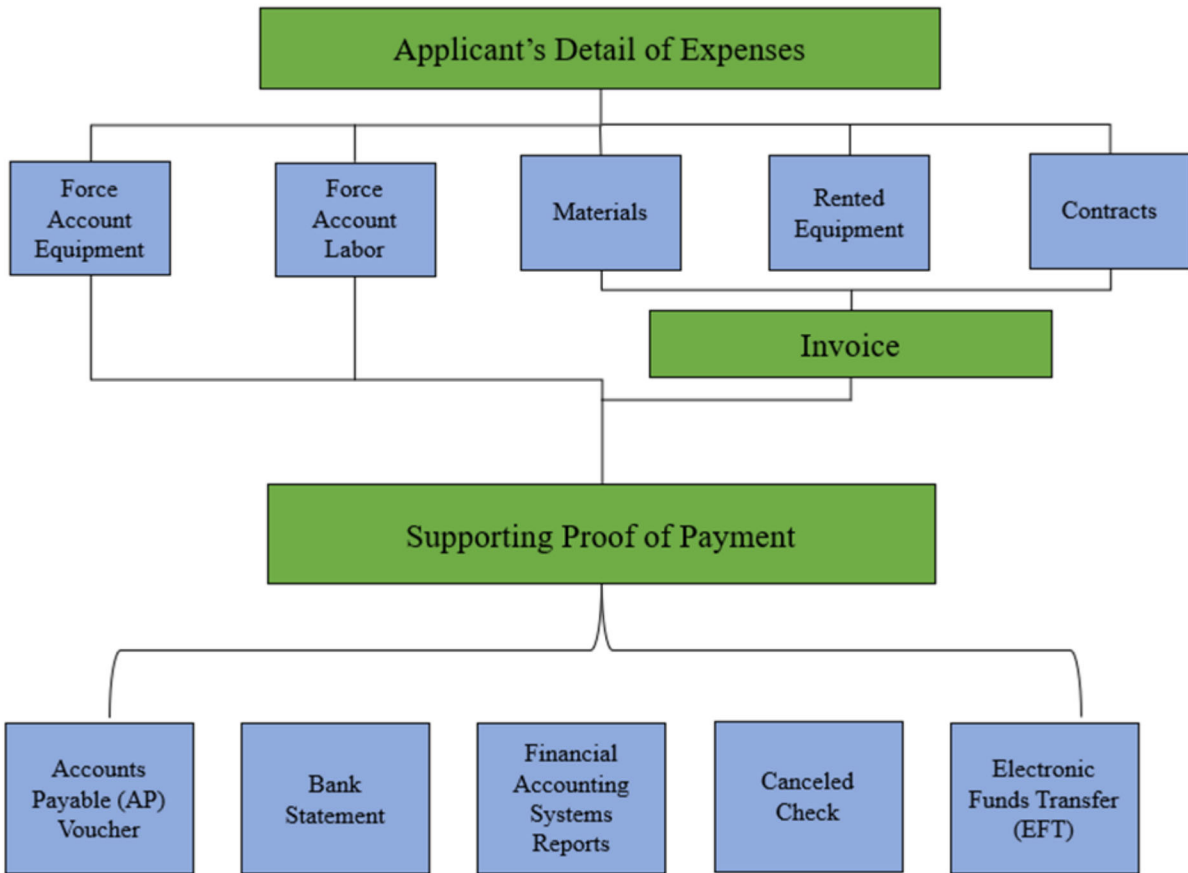 Applicant’s Detail of Expenses
Force
Account
Equipment
Force
Account
Labor
Materials
Rented
Equipment
Contracts
Invoice
Supporting Proof of Payment
Accounts
Payable (AP)
Voucher
Bank
Statement
Financial
Accounting
Systems
Reports
Canceled
Check
Electronic
Funds Transfer
(EFT)